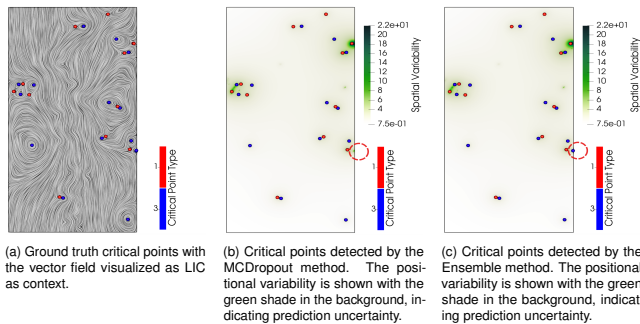 1
3
Critical Point Type
2.2e+01
20
18
16
14
12
10
8
6
4
7.5e-01
Spatial Variability
1
3
Critical Point Type
2.2e+01
20
18
16
14
12
10
8
6
4
7.5e-01
Spatial Variability
1
3
Critical Point Type
(a) Ground truth critical points with
the vector field visualized as LIC
as context.
(b) Critical points detected by the
MCDropout method. The posi-
tional variability is shown with the
green shade in the background, in-
dicating prediction uncertainty.
(c) Critical points detected by the
Ensemble method. The positional
variability is shown with the green
shade in the background, indicat-
ing prediction uncertainty.